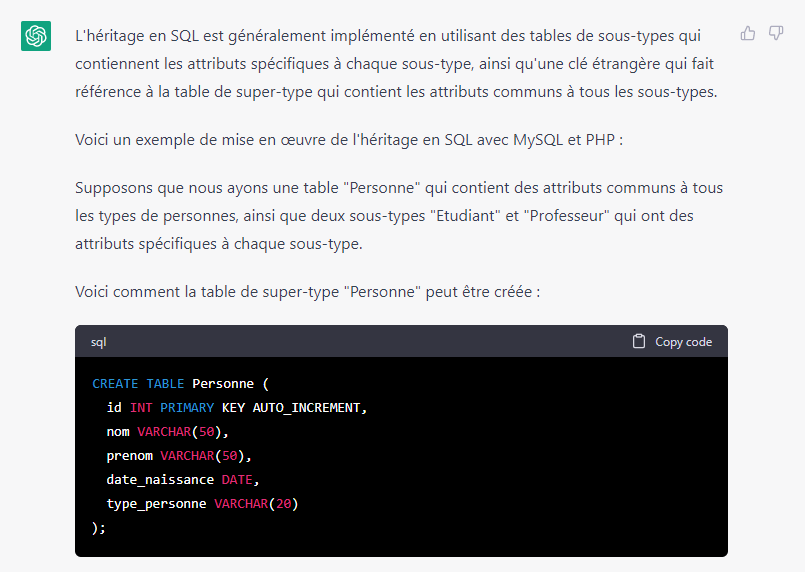 L'héritage en SQL est généralement implémenté en utilisant des tables de sous-types qui
contiennent les attributs spécifiques à chaque sous-type, ainsi qu'une clé étrangère qui fait
référence à la table de super-type qui contient les attributs communs à tous les sous-types.
Voici un exemple de mise en œuvre de l'héritage en SQL avec MySQL et PHP :
Supposons que nous ayons une table "Personne" qui contient des attributs communs à tous
les types de personnes, ainsi que deux sous-types "Etudiant" et "Professeur" qui ont des
attributs spécifiques à chaque sous-type.
Voici comment la table de super-type "Personne" peut être créée :
sql Copy code
CREATE TABLE Personne (
  id INT PRIMARY KEY AUTO_INCREMENT,
  nom VARCHAR(50),
  prenom VARCHAR(50),
  date_naissance DATE,
  type_personne VARCHAR(20)
);